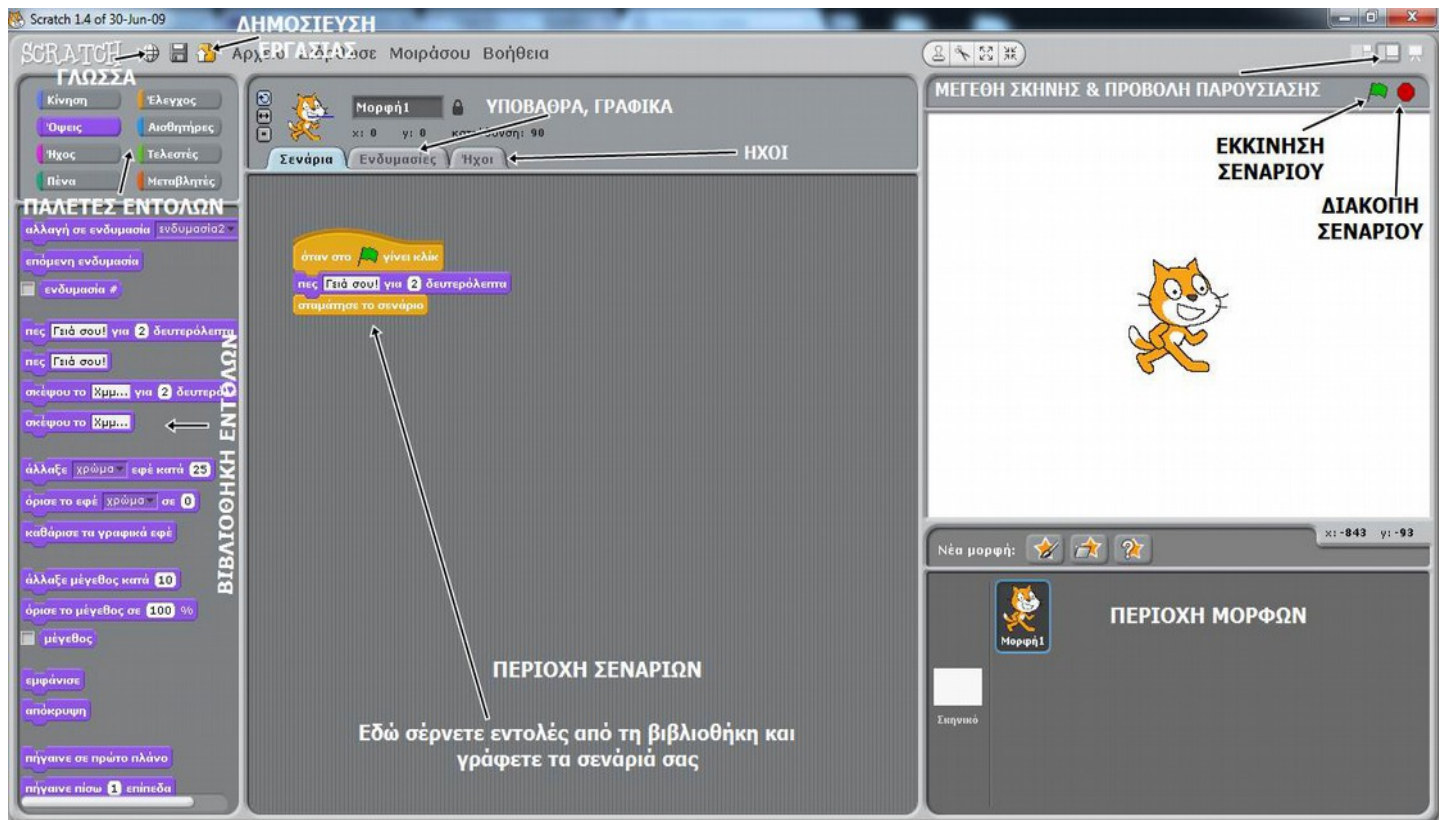 Scratch 1.4 of 30-Jun-09
ΔΗΜΟΣΙΕΥΣΗ
ΕΡΓΑΣΙΑΣ
SCRATCH
Μοιράσου Βοήθεια
ΓΛΩΣΣΑ
Κίνηση Έλεγχος
Όψεις Αισθητήρες
Ήχος Τελεστές
Πένα Μεταβλητές
ΠΑΛΕΤΕΣ ΕΝΤΟΛΩΝ
αλλαγή σε ενδυμασία ενδυμασία2
επόμενη ενδυμασία
ενδυμασία #
πες Γειά σου! για 2 δευτερόλεπτα
πες Γειά σου!
σκέψου το Χμμ... για 2
σκέψου το Χμμ...
άλλαξε χρώμα εφέ κατά 25
όρισε το εφέ χρώμα σε 0
καθάρισε τα γραφικά εφέ
άλλαξε μέγεθος κατά 10
όρισε το μέγεθος σε 100 %
μέγεθος
εμφάνισε
απόκρυψη
πήγαινε σε πρώτο πλάνο
πήγαινε πίσω 1 επίπεδα
ΒΙΒΛΙΟΘΗΚΗ ΕΝΤΟΛΩΝ
Μορφή1
ΥΠΟΒΑΘΡΑ, ΓΡΑΦΙΚΑ
x: 0 y: 0 κατεύθυνση: 90
Σενάρια Ενδυμασίες Ήχοι
ΗΧΟΙ
όταν στο γίνει κλίκ
πες Γειά σου! για 2 δευτερόλεπτα
σταμάτησε το σενάριο
ΠΕΡΙΟΧΗ ΣΕΝΑΡΙΩΝ
Εδώ σέρνετε εντολές από τη βιβλιοθήκη και
γράφετε τα σενάριά σας
ΜΕΓΕΘΗ ΣΚΗΝΗΣ & ΠΡΟΒΟΛΗ ΠΑΡΟΥΣΙΑΣΗΣ
ΕΚΚΙΝΗΣΗ
ΣΕΝΑΡΙΟΥ
ΔΙΑΚΟΠΗ
ΣΕΝΑΡΙΟΥ
x: -843 y: -93
Νέα μορφή:
Μορφή1
ΠΕΡΙΟΧΗ ΜΟΡΦΩΝ
Σκηνικό